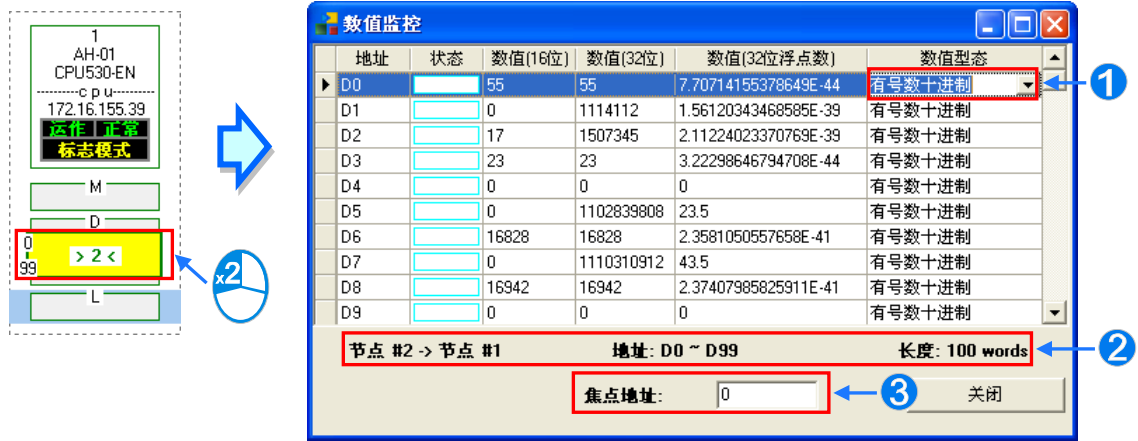 1
AH-01
CPU530-EN
---------c p u---------
172.16.155.39
运作 正常
标志模式
M
D
0
99
> 2 <
L
x2
数值监控
地址 状态 数值(16位) 数值(32位) 数值(32位浮点数) 数值型态
D0 55 55 7.70714155378649E-44 有号数十进制
D1 0 1114112 1.56120343468585E-39 有号数十进制
D2 17 1507345 2.11224023370769E-39 有号数十进制
D3 23 23 3.22298646794708E-44 有号数十进制
D4 0 0 0 有号数十进制
D5 0 1102839808 23.5 有号数十进制
D6 16828 16828 2.3581050557658E-41 有号数十进制
D7 0 1110310912 43.5 有号数十进制
D8 16942 16942 2.37407985825911E-41 有号数十进制
D9 0 0 0 有号数十进制
1
节点 #2 -> 节点 #1 地址: D0 ~ D99 长度: 100 words
2
焦点地址: 0
3
关闭